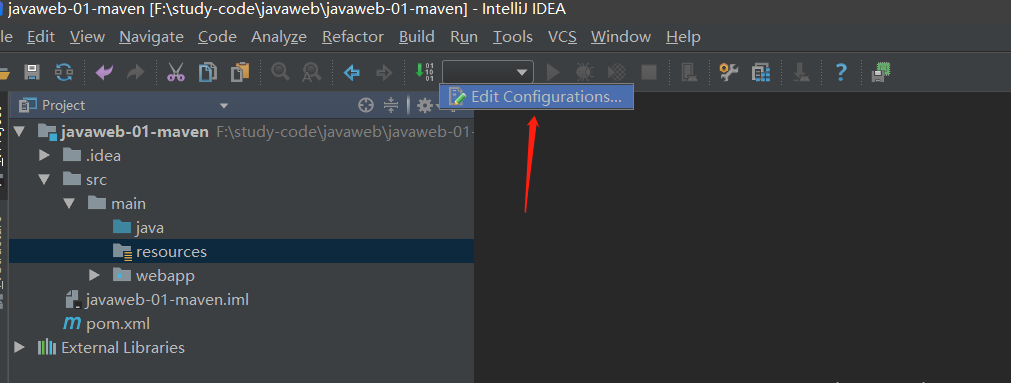 javaweb-01-maven [F:\study-code\javaweb\javaweb-01-maven] - IntelliJ IDEA
le Edit View Navigate Code Analyze Refactor Build Run Tools VCS Window Help
Edit Configurations...
Project
javaweb-01-maven F:\study-code\javaweb\javaweb-01-
.idea
src
main
java
resources
webapp
javaweb-01-maven.iml
pom.xml
External Libraries